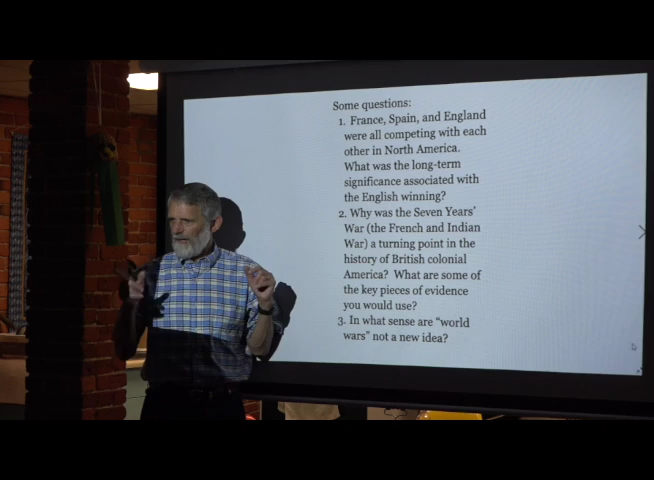 Some questions:
1. France, Spain, and England
were all competing with each
other in North America.
What was the long-term
significance associated with
the English winning?
2. Why was the Seven Years'
War (the French and Indian
War) a turning point in the
history of British colonial
America? What are some of
the key pieces of evidence
you would use?
3. In what sense are “world
wars” not a new idea?